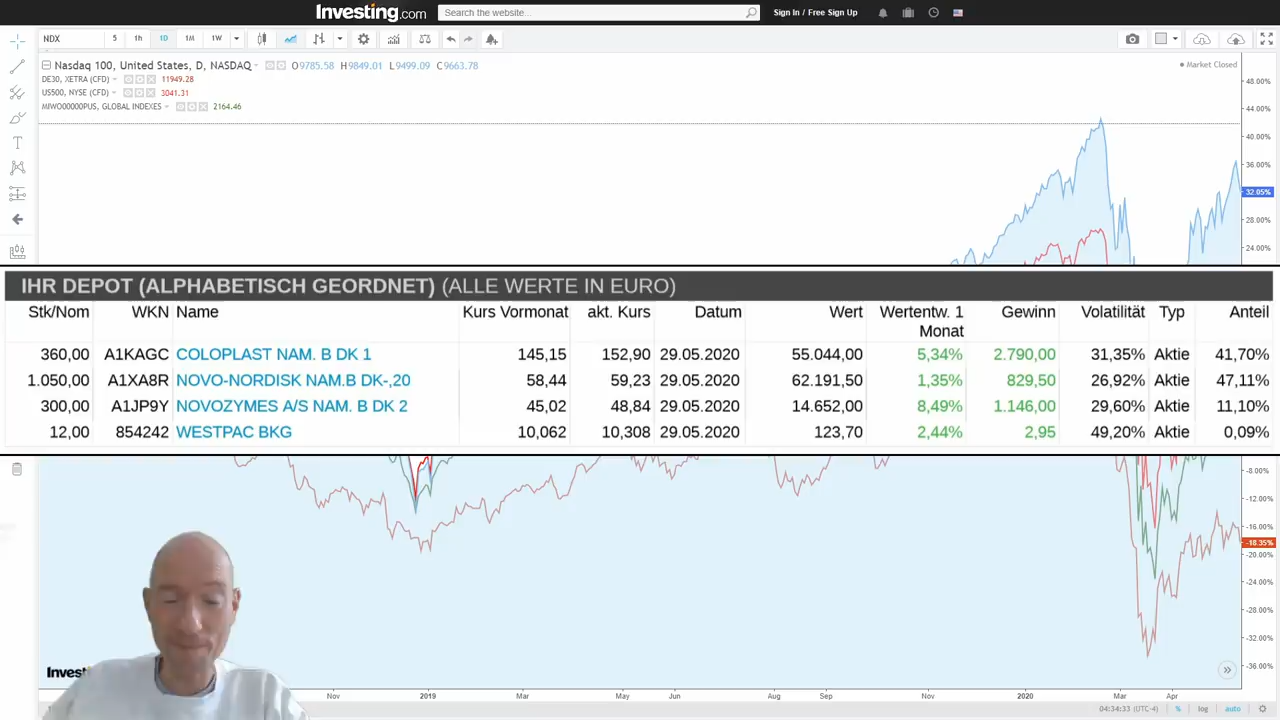 Investing.com Search the website... Sign In / Free Sign Up
NDX 5 1h 1D 1M 1W
Nasdaq 100, United States, D, NASDAQ O9785.58 H9849.01 L9499.09 C9663.78 Market Closed
DE30, XETRA (CFD) 11949.28
US500, NYSE (CFD) 3041.31
MIWO00000PUS, GLOBAL INDEXES 2164.46
48.00%
44.00%
40.00%
36.00%
32.05%
28.00%
24.00%
IHR DEPOT (ALPHABETISCH GEORDNET) (ALLE WERTE IN EURO)
Stk/Nom WKN Name Kurs Vormonat akt. Kurs Datum Wert Wertentw. 1 Monat Gewinn Volatilität Typ Anteil
360,00 A1KAGC COLOPLAST NAM. B DK 1 145,15 152,90 29.05.2020 55.044,00 5,34% 2.790,00 31,35% Aktie 41,70%
1.050,00 A1XA8R NOVO-NORDISK NAM.B DK-,20 58,44 59,23 29.05.2020 62.191,50 1,35% 829,50 26,92% Aktie 47,11%
300,00 A1JP9Y NOVOZYMES A/S NAM. B DK 2 45,02 48,84 29.05.2020 14.652,00 8,49% 1.146,00 29,60% Aktie 11,10%
12,00 854242 WESTPAC BKG 10,062 10,308 29.05.2020 123,70 2,44% 2,95 49,20% Aktie 0,09%
-8.00%
-12.00%
-16.00%
-18.35%
-20.00%
-24.00%
-28.00%
-32.00%
-36.00%
Invest
Nov 2019 Mar May Jun Aug Sep Nov 2020 Mar Apr
04:34:33 (UTC-4) % log auto